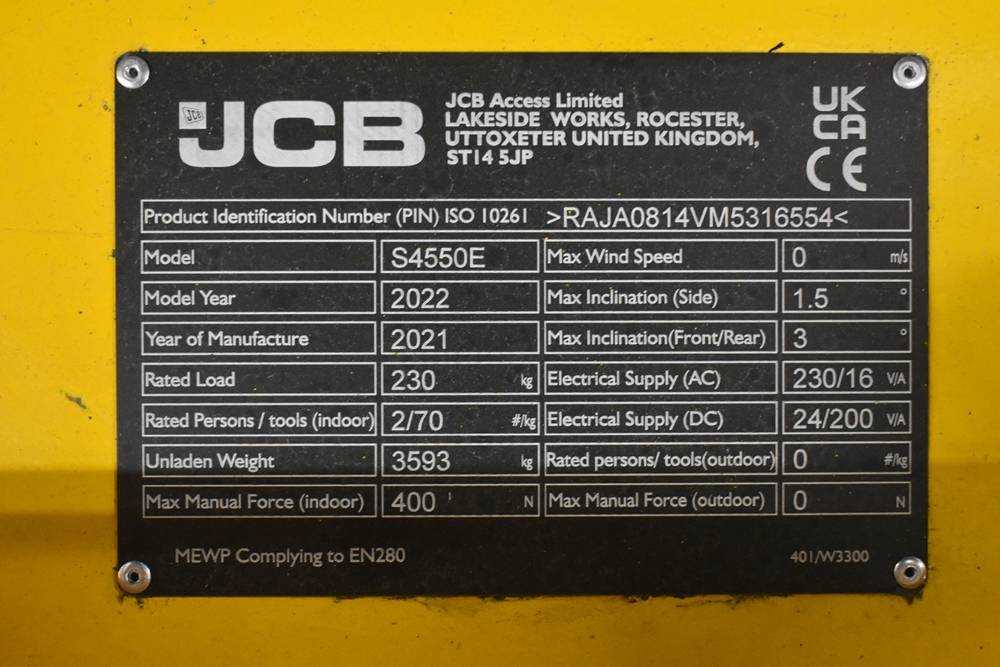 JCB
JCB
JCB Access Limited
LAKESIDE WORKS, ROCESTER,
UTTOXETER UNITED KINGDOM,
ST14 5JP
UK
CA
CE
Product Identification Number (PIN) ISO 10261 >RAJA0814VM5316554<
Model S4550E Max Wind Speed 0 m/s
Model Year 2022 Max Inclination (Side) 1.5 °
Year of Manufacture 2021 Max Inclination(Front/Rear) 3 °
Rated Load 230 kg Electrical Supply (AC) 230/16 V/A
Rated Persons / tools (indoor) 2/70 #/kg Electrical Supply (DC) 24/200 V/A
Unladen Weight 3593 kg Rated persons/ tools(outdoor) 0 #/kg
Max Manual Force (indoor) 400 N Max Manual Force (outdoor) 0 N
MEWP Complying to EN280 401/W3300